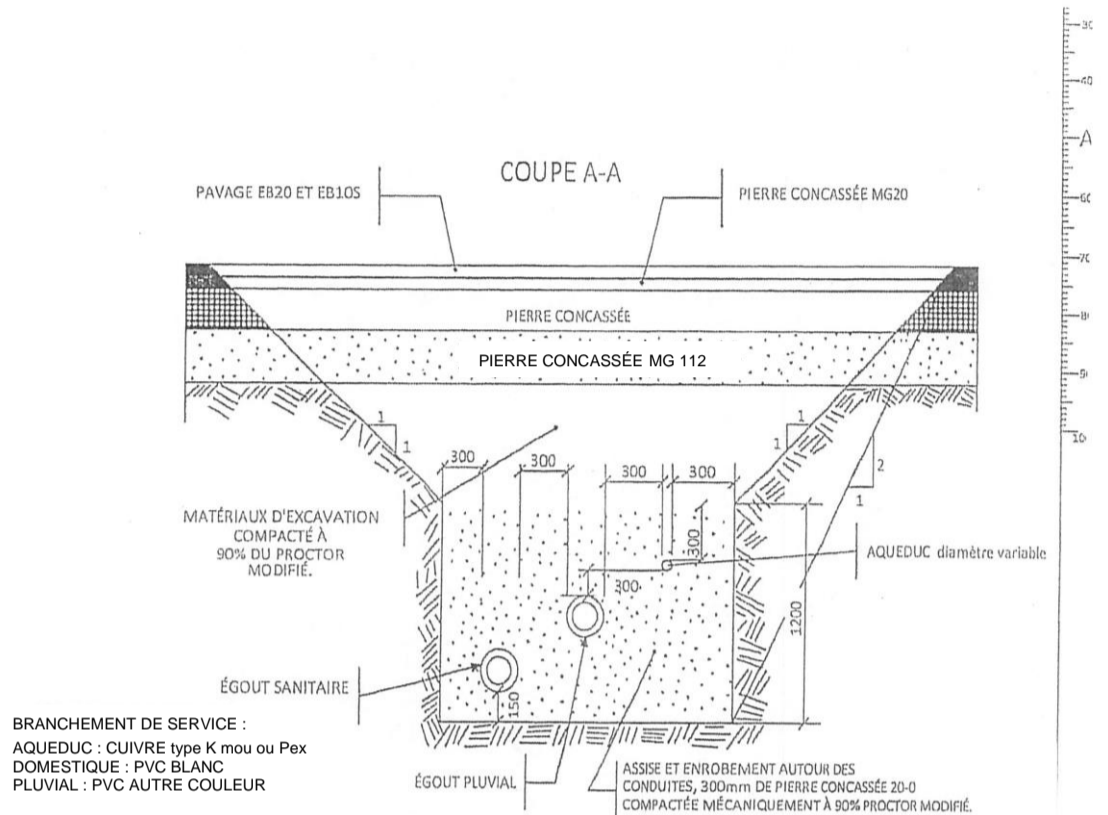 COUPE A-A
PAVAGE EB20 ET EB10S
PIERRE CONCASSÉE MG20
PIERRE CONCASSÉE
PIERRE CONCASSÉE MG 112
1
1
1
1
2
1
300
300
300
300
300
300
1200
150
MATÉRIAUX D'EXCAVATION
COMPACTÉ À
90% DU PROCTOR
MODIFIÉ.
AQUEDUC diamètre variable
ÉGOUT SANITAIRE
BRANCHEMENT DE SERVICE :
AQUEDUC : CUIVRE type K mou ou Pex
DOMESTIQUE : PVC BLANC
PLUVIAL : PVC AUTRE COULEUR
ÉGOUT PLUVIAL
ASSISE ET ENROBEMENT AUTOUR DES
CONDUITES, 300mm DE PIERRE CONCASSÉE 20-0
COMPACTÉE MÉCANIQUEMENT À 90% PROCTOR MODIFIÉ.
40
A
60
70